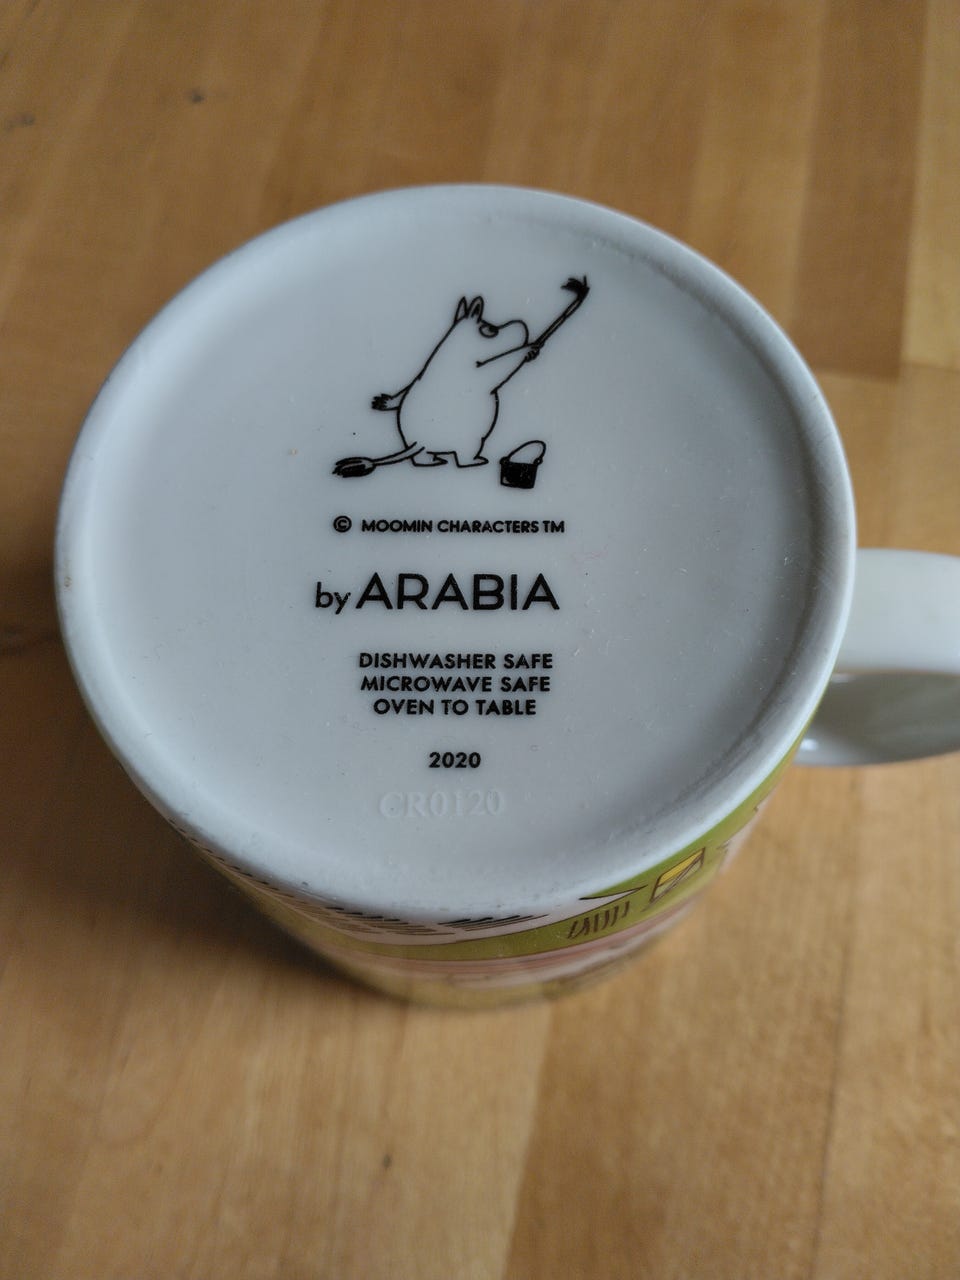 © MOOMIN CHARACTERS TM
by ARABIA
DISHWASHER SAFE
MICROWAVE SAFE
OVEN TO TABLE
2020
CR0120